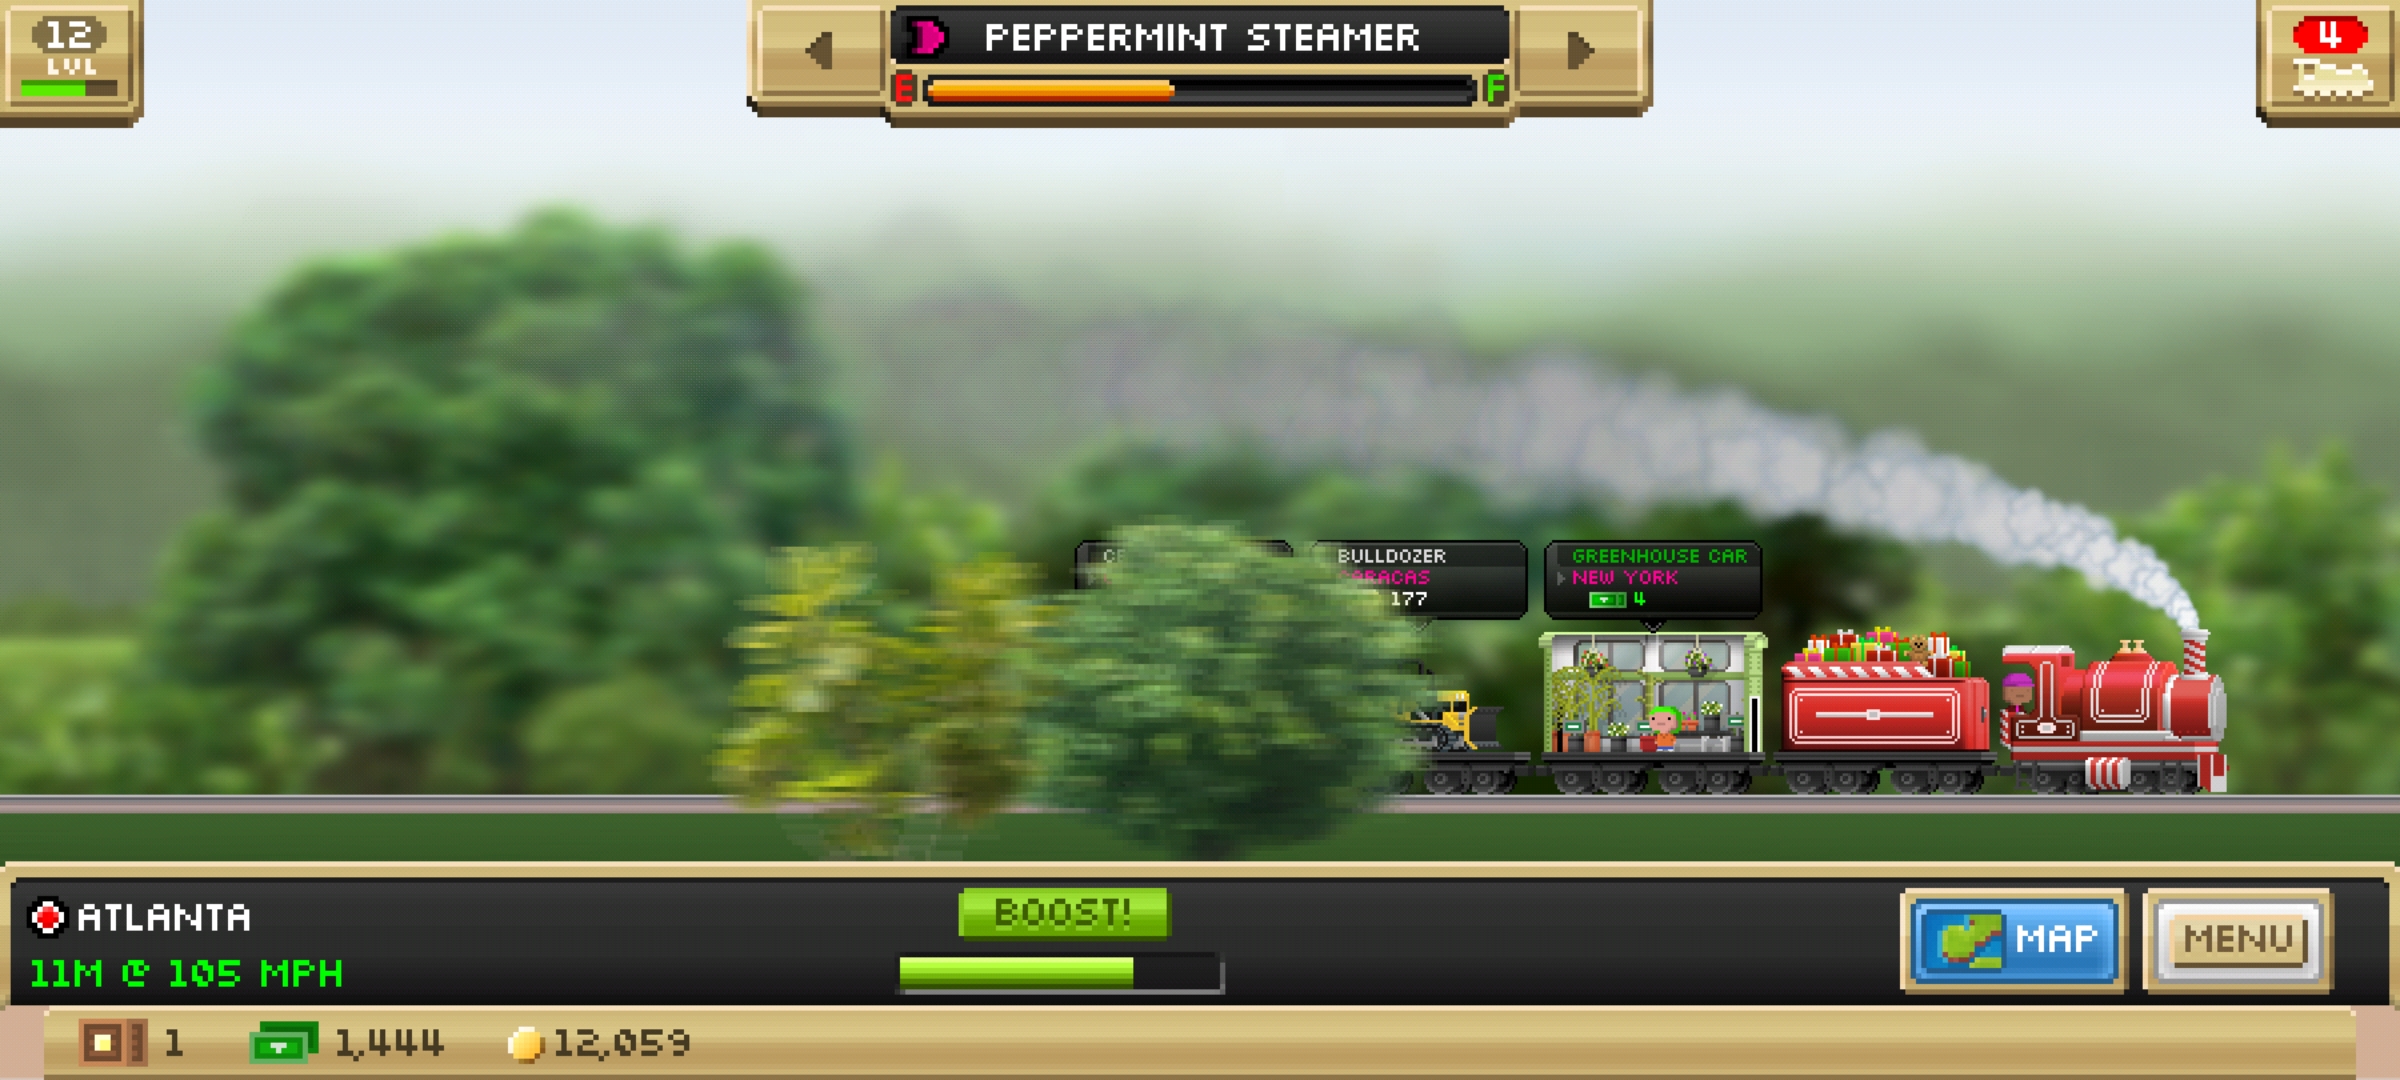 12
LVL
PEPPERMINT STEAMER
E F
4
BULLDOZER
177
GREENHOUSE CAR
NEW YORK
4
ATLANTA
11M @ 105 MPH
BOOST!
MAP
MENU
1 1,444 12,059